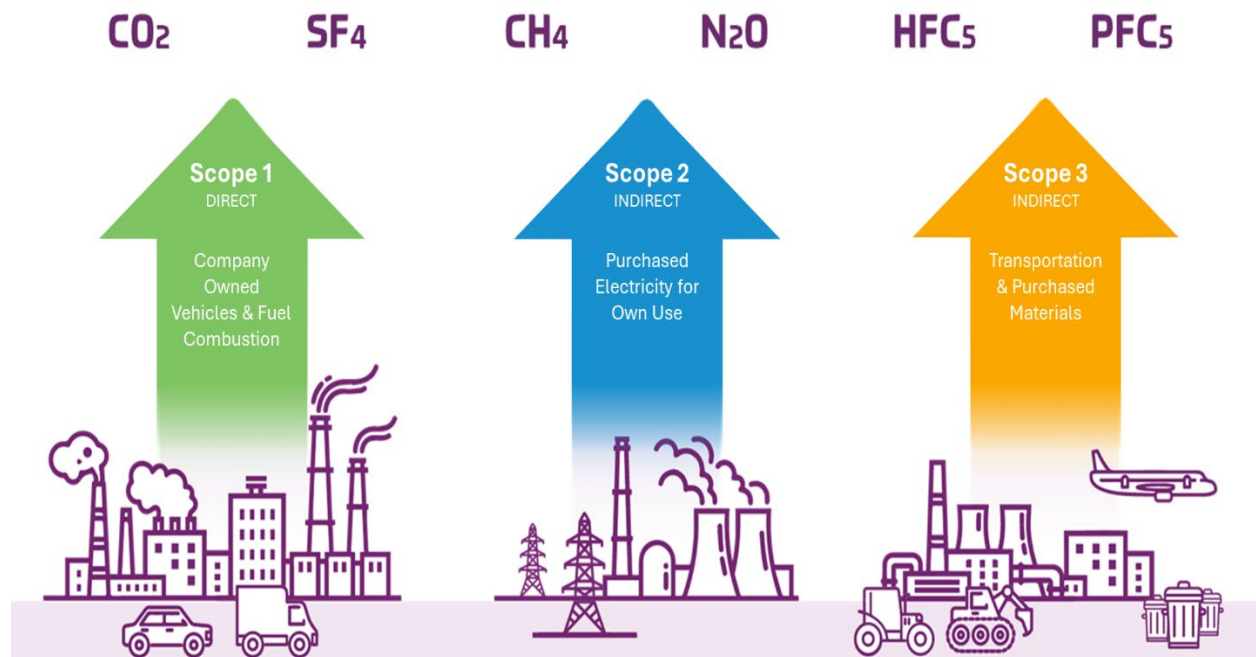 CO₂ SF₄ CH₄ N₂O HFC₅ PFC₅
Scope 1
DIRECT
Company
Owned
Vehicles & Fuel
Combustion
Scope 2
INDIRECT
Purchased
Electricity for
Own Use
Scope 3
INDIRECT
Transportation
& Purchased
Materials